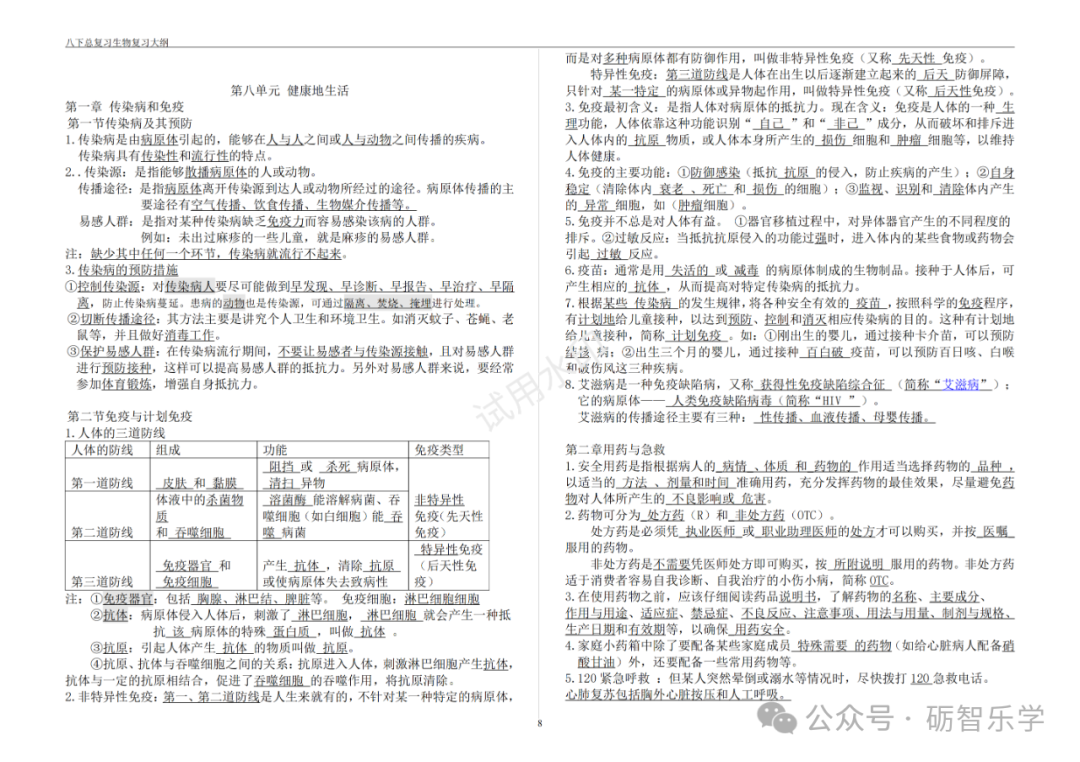 八下总复习生物复习大纲
第八单元 健康地生活
第一章 传染病和免疫
第一节传染病及其预防
1.传染病是由病原体引起的，能够在人与人之间或人与动物之间传播的疾病。
传染病具有传染性和流行性的特点。
2..传染源：是指能够散播病原体的人或动物。
传播途径：是指病原体离开传染源到达人或动物所经过的途径。病原体传播的主
要途径有空气传播、饮食传播、生物媒介传播等。
易感人群：是指对某种传染病缺乏免疫力而容易感染该病的人群。
例如：未出过麻疹的一些儿童，就是麻疹的易感人群。
注：缺少其中任何一个环节，传染病就流行不起来。
3.传染病的预防措施
①控制传染源：对传染病人要尽可能做到早发现、早诊断、早报告、早治疗、早隔
离，防止传染病蔓延。患病的动物也是传染源，可通过隔离、焚烧、掩埋进行处理。
②切断传播途径：其方法主要是讲究个人卫生和环境卫生。如消灭蚊子、苍蝇、老
鼠等，并且做好消毒工作。
③保护易感人群：在传染病流行期间，不要让易感者与传染源接触，且对易感人群
进行预防接种，这样可以提高易感人群的抵抗力。另外对易感人群来说，要经常
参加体育锻炼，增强自身抵抗力。
第二节免疫与计划免疫
1.人体的三道防线
人体的防线 组成 功能 免疫类型
第一道防线 皮肤 和 黏膜 阻挡 或 杀死 病原体，清扫 异物
第二道防线 体液中的杀菌物质和 吞噬细胞 溶菌酶 能溶解病菌、吞噬细胞（如白细胞）能 吞噬 病菌 非特异性免疫（先天性免疫）
第三道防线 免疫器官 和 免疫细胞 产生 抗体 ，清除 抗原 或使病原体失去致病性 特异性免疫（后天性免疫）
注：①免疫器官：包括 胸腺、淋巴结、脾脏等。 免疫细胞：淋巴细胞细胞
②抗体：病原体侵入人体后，刺激了 淋巴细胞， 淋巴细胞 就会产生一种抵
抗 该 病原体的特殊 蛋白质 ，叫做 抗体 。
③抗原：引起人体产生 抗体 的物质叫做 抗原。
④抗原、抗体与吞噬细胞之间的关系：抗原进入人体，刺激淋巴细胞产生抗体，
抗体与一定的抗原相结合，促进了吞噬细胞 的吞噬作用，将抗原清除。
2.非特异性免疫：第一、第二道防线是人生来就有的，不针对某一种特定的病原体，
而是对多种病原体都有防御作用，叫做非特异性免疫（又称 先天性 免疫）。
特异性免疫：第三道防线是人体在出生以后逐渐建立起来的 后天 防御屏障，
只针对 某一特定 的病原体或异物起作用，叫做特异性免疫（又称 后天性免疫）。
3.免疫最初含义：是指人体对病原体的抵抗力。现在含义：免疫是人体的一种 生
理功能，人体依靠这种功能识别“ 自己 ”和“ 非己 ”成分，从而破坏和排斥进
入人体内的 抗原 物质，或人体本身所产生的 损伤 细胞和 肿瘤 细胞等，以维持
人体健康。
4.免疫的主要功能：①防御感染（抵抗 抗原 的侵入，防止疾病的产生）；②自身
稳定（清除体内 衰老 、死亡 和 损伤 的细胞）；③监视、识别和 清除体内产生
的 异常 细胞，如（肿瘤细胞）。
5.免疫并不总是对人体有益。 ①器官移植过程中，对异体器官产生的不同程度的
排斥。②过敏反应：当抵抗抗原侵入的功能过强时，进入体内的某些食物或药物会
引起 过敏 反应。
6.疫苗：通常是用 失活的 或 减毒 的病原体制成的生物制品。接种于人体后，可
产生相应的 抗体 ，从而提高对特定传染病的抵抗力。
7.根据某些 传染病 的发生规律，将各种安全有效的 疫苗 ，按照科学的免疫程序，
有计划地给儿童接种，以达到预防、控制和消灭相应传染病的目的。这种有计划地
给儿童接种，简称 计划免疫 。如：①刚出生的婴儿，通过接种卡介苗，可以预防
结核 病；②出生三个月的婴儿，通过接种 百白破 疫苗，可以预防百日咳、白喉
和破伤风这三种疾病。
8.艾滋病是一种免疫缺陷病，又称 获得性免疫缺陷综合征 （简称“艾滋病”）；
它的病原体—— 人类免疫缺陷病毒（简称“HIV ”）。
艾滋病的传播途径主要有三种： 性传播、血液传播、母婴传播。
第二章用药与急救
1.安全用药是指根据病人的 病情 、体质 和 药物的 作用适当选择药物的 品种 ，
以适当的 方法 、剂量和时间 准确用药，充分发挥药物的最佳效果，尽量避免药
物对人体所产生的 不良影响或 危害。
2.药物可分为 处方药（R）和 非处方药（OTC）。
处方药是必须凭 执业医师 或 职业助理医师的处方才可以购买，并按 医嘱
服用的药物。
非处方药是不需要凭医师处方即可购买，按 所附说明 服用的药物。非处方药
适于消费者容易自我诊断、自我治疗的小伤小病，简称 OTC。
3.在使用药物之前，应该仔细阅读药品说明书，了解药物的名称、主要成分、
作用与用途、适应症、禁忌症、不良反应、注意事项、用法与用量、制剂与规格、
生产日期和有效期等，以确保 用药安全。
4.家庭小药箱中除了要配备某些家庭成员 特殊需要 的药物（如给心脏病人配备硝
酸甘油）外，还要配备一些常用药物等。
5.120 紧急呼救 ：但某人突然晕倒或溺水等情况时，尽快拨打 120 急救电话。
心肺复苏包括胸外心脏按压和人工呼吸。
8
试用水印
公众号 · 砺智乐学